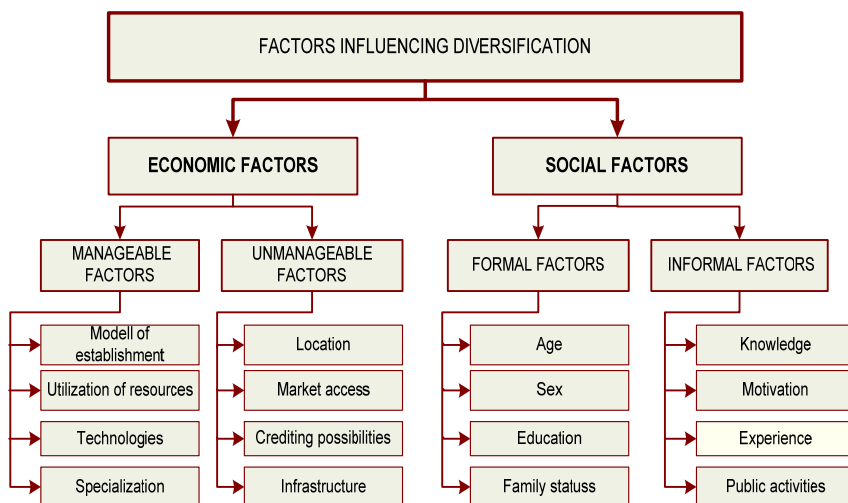 FACTORS INFLUENCING DIVERSIFICATION
ECONOMIC FACTORS
SOCIAL FACTORS
MANAGEABLE
FACTORS
UNMANAGEABLE
FACTORS
FORMAL FACTORS
INFORMAL FACTORS
Modell of
establishment
Utilization of resources
Technologies
Specialization
Location
Market access
Crediting possibilities
Infrastructure
Age
Sex
Education
Family statuss
Knowledge
Motivation
Experience
Public activities